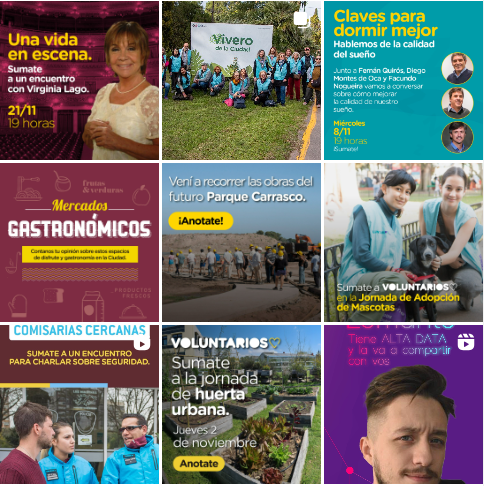 Una vida
en escena.
Sumate
a un encuentro
con Virginia Lago.
21/11
19 horas
Vivero
de la Ciudad
Claves para
dormir mejor
Hablemos de la calidad
del sueño
Junto a Fernán Quirós, Diego
Montes de Oca y Facundo
Nogueira vamos a conversar
sobre cómo mejorar
la calidad de nuestro
sueño.
Miércoles
8/11
19 horas
¡Sumate!
frutas
&verduras
Mercados
GASTRONÓMICOS
Contanos tu opinión sobre estos espacios
de disfrute y gastronomía en la Ciudad.
PRODUCTOS
FRESCOS
Vení a recorrer las obras del
futuro Parque Carrasco.
¡Anotate!
Sumate a VOLUNTARIOS
en la Jornada de Adopción
de Mascotas
COMISARÍAS CERCANAS
SUMATE A UN ENCUENTRO
PARA CHARLAR SOBRE SEGURIDAD.
VOLUNTARIOS
Sumate
a la jornada
de huerta
urbana.
Jueves 2
de noviembre
Anotate
Tiene ALTA DATA
y la va a compartir
con vos